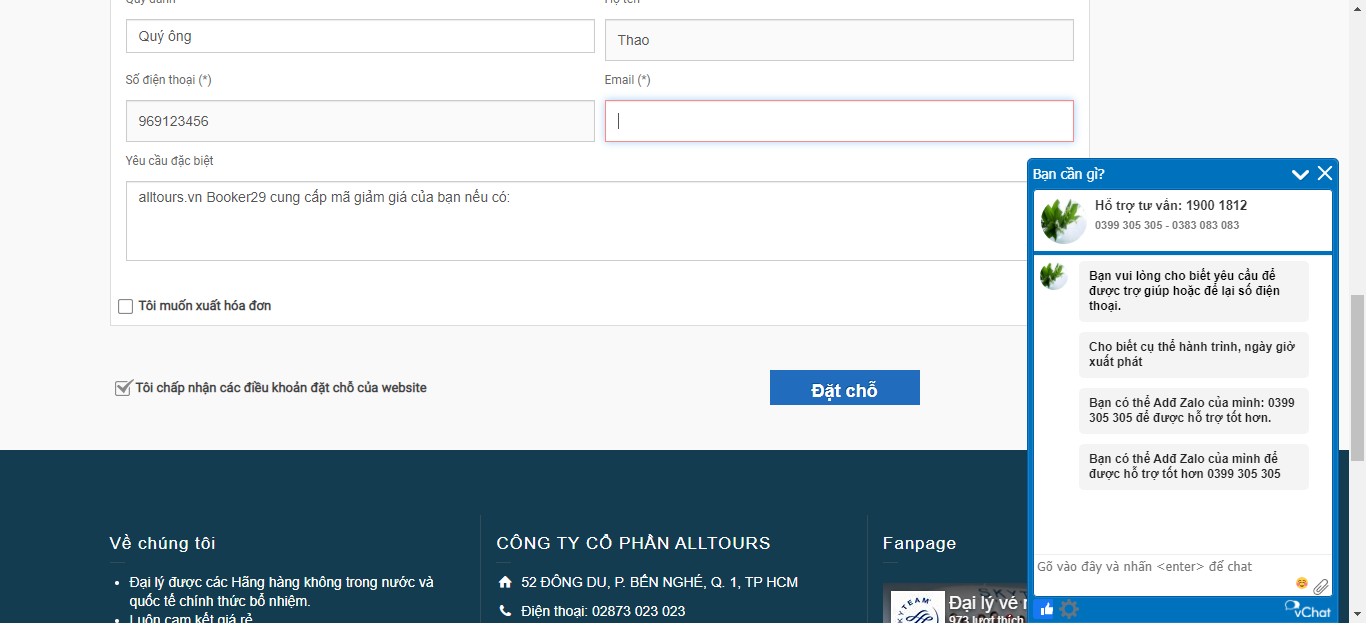 Quý danh
Họ tên
Quý ông
Thao
Số điện thoại (*)
Email (*)
969123456
Yêu cầu đặc biệt
alltours.vn Booker29 cung cấp mã giảm giá của bạn nếu có:
Tôi muốn xuất hóa đơn
Tôi chấp nhận các điều khoản đặt chỗ của website
Đặt chỗ
Bạn cần gì?
Hỗ trợ tư vấn: 1900 1812
0399 305 305 - 0383 083 083
Bạn vui lòng cho biết yêu cầu để
được trợ giúp hoặc để lại số điện
thoại.
Cho biết cụ thể hành trình, ngày giờ
xuất phát
Bạn có thể Add Zalo của mình: 0399
305 305 để được hỗ trợ tốt hơn.
Bạn có thể Add Zalo của mình để
được hỗ trợ tốt hơn 0399 305 305
Gõ vào đây và nhấn <enter> để chat
vChat
Về chúng tôi
Đại lý được các Hãng hàng không trong nước và
quốc tế chính thức bổ nhiệm.
Luôn cam kết giá rẻ
CÔNG TY CỔ PHẦN ALLTOURS
52 ĐÔNG DU, P. BẾN NGHÉ, Q. 1, TP HCM
Điện thoại: 02873 023 023
Fanpage
SKYTEAM
Đại lý vé
973 lượt thích